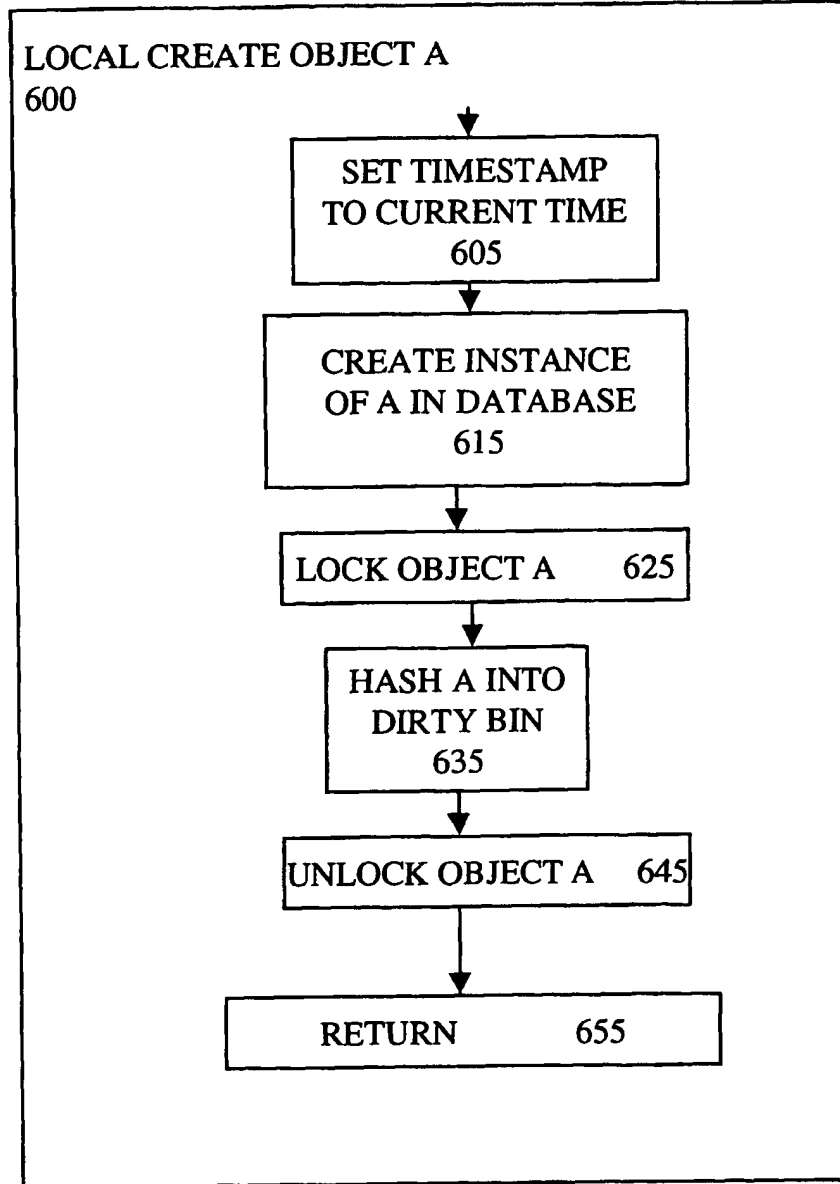 LOCAL CREATE OBJECT A
600
SET TIMESTAMP
TO CURRENT TIME
605
CREATE INSTANCE
OF A IN DATABASE
615
LOCK OBJECT A 625
HASH A INTO
DIRTY BIN
635
UNLOCK OBJECT A 645
RETURN 655